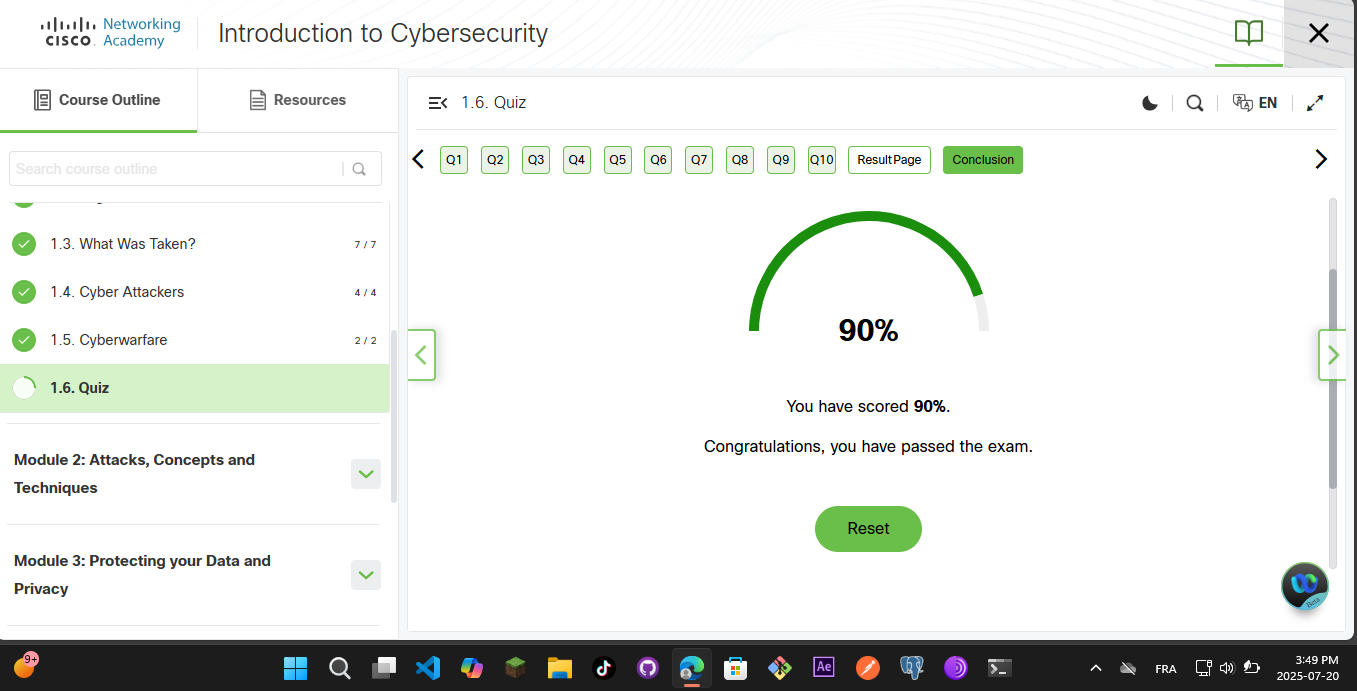 CISCO
Networking
Academy
Introduction to Cybersecurity
Course Outline
Resources
Search course outline
1.3. What Was Taken?
7 / 7
1.4. Cyber Attackers
4 / 4
1.5. Cyberwarfare
2 / 2
1.6. Quiz
Module 2: Attacks, Concepts and
Techniques
Module 3: Protecting your Data and
Privacy
1.6. Quiz
EN
Q1 Q2 Q3 Q4 Q5 Q6 Q7 Q8 Q9 Q10 Result Page Conclusion
90%
You have scored 90%.
Congratulations, you have passed the exam.
Reset
Beta
9+
Ae
FRA
3:49 PM
2025-07-20